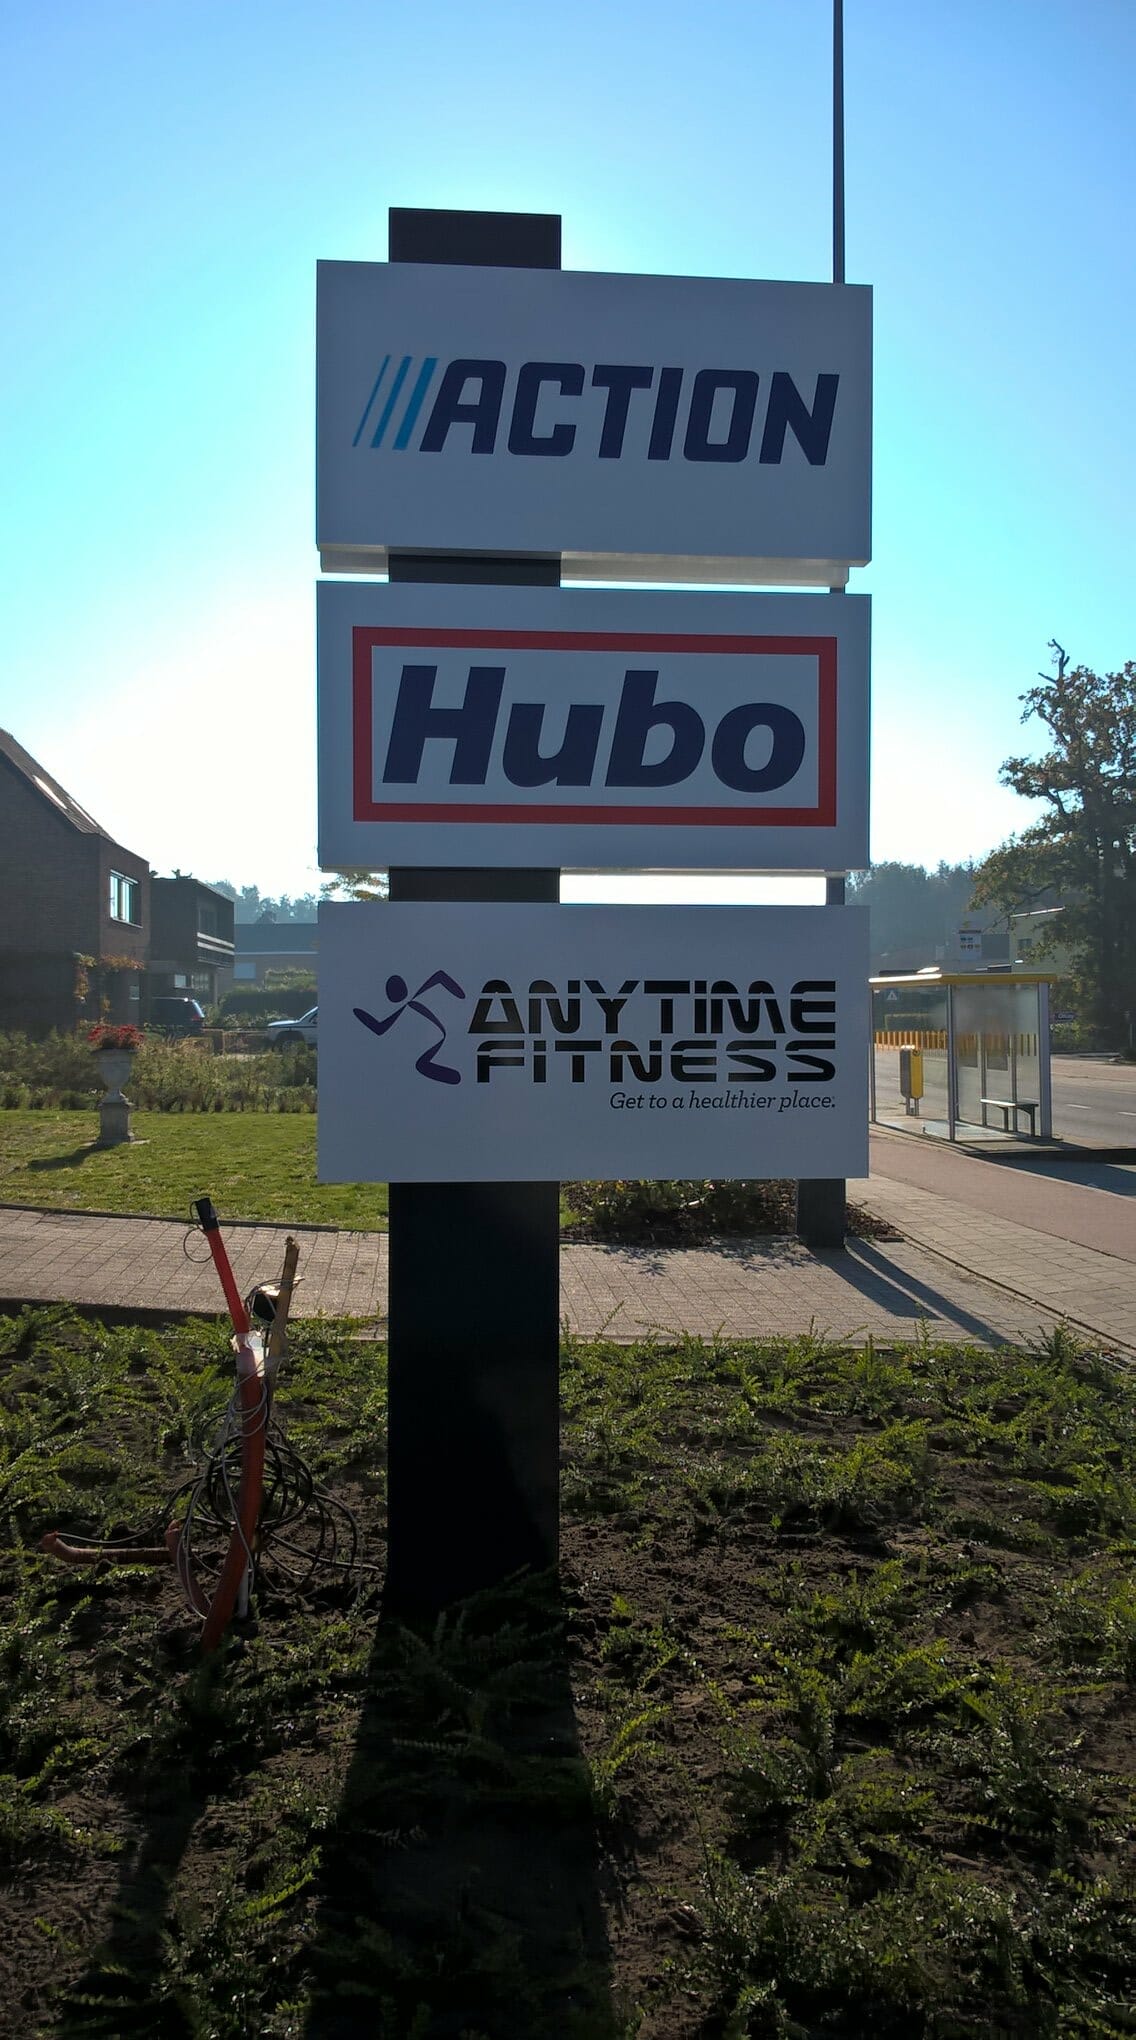 ACTION
Hubo
ANYTIME
FITNESS
Get to a healthier place.